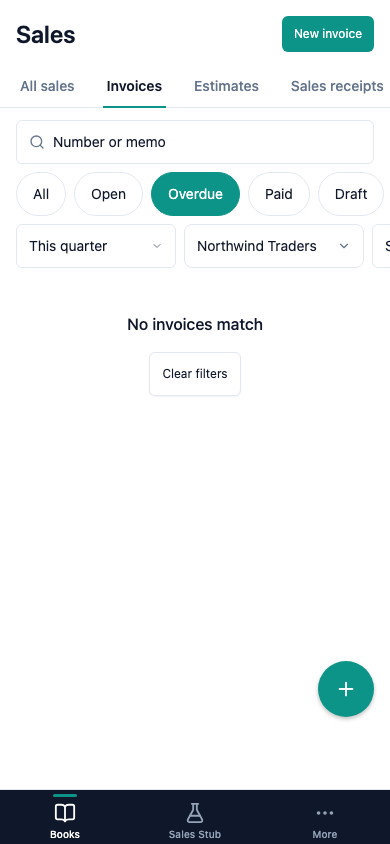 Sales
New invoice
All sales Invoices Estimates Sales receipts
Number or memo
All Open Overdue Paid Draft
This quarter Northwind Traders
No invoices match
Clear filters
Books Sales Stub More